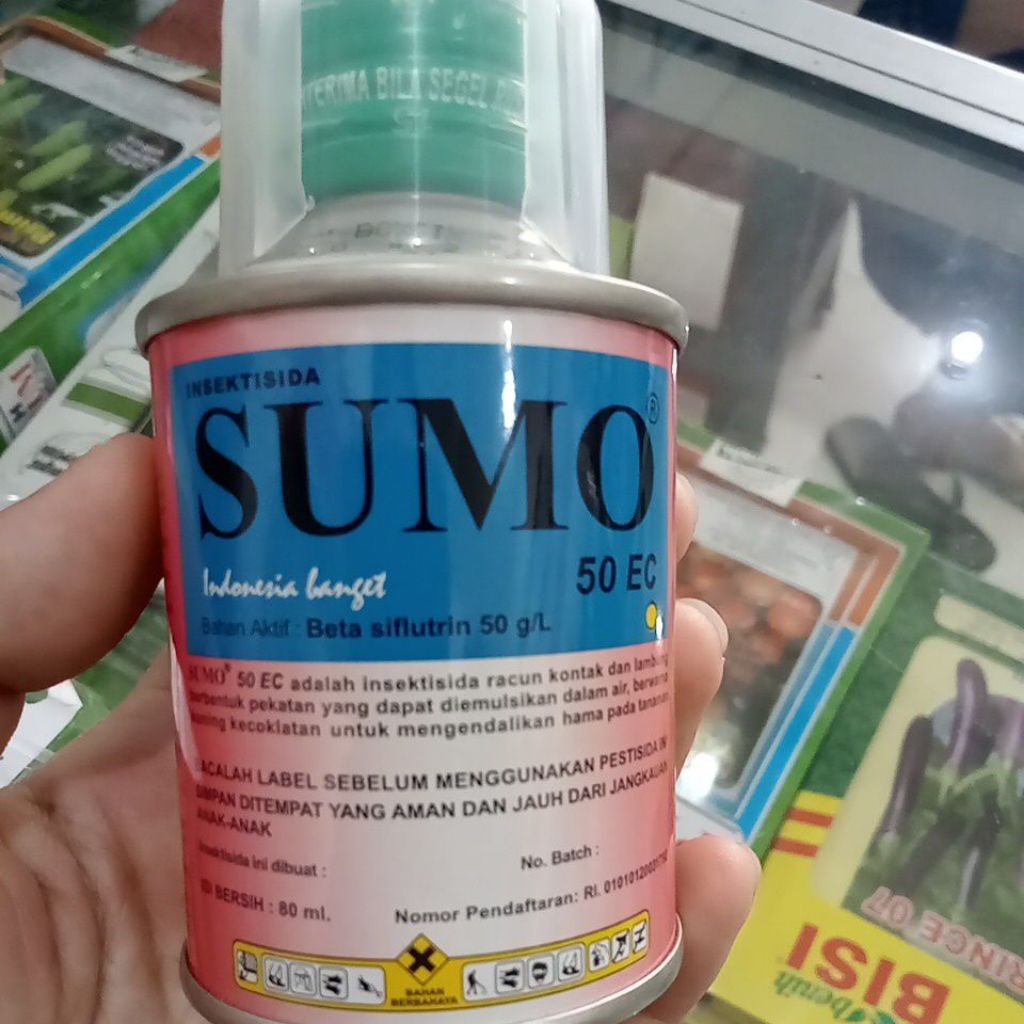 BILA SEGEL
INSEKTISIDA
SUMO®
Indonesia banget
50 EC
Bahan Aktif : Beta siflutrin 50 g/L
SUMO® 50 EC adalah insektisida racun kontak dan lambung
berbentuk pekatan yang dapat diemulsikan dalam air, berwarna
kuning kecoklatan untuk mengendalikan hama pada tanaman
BACALAH LABEL SEBELUM MENGGUNAKAN PESTISIDA INI
SIMPAN DITEMPAT YANG AMAN DAN JAUH DARI JANGKAUAN
ANAK-ANAK
Insektisida ini dibuat :
No. Batch :
ISI BERSIH : 80 ml.
Nomor Pendaftaran: RI.
BAHAN
BERBAHAYA
benih
BISI
07